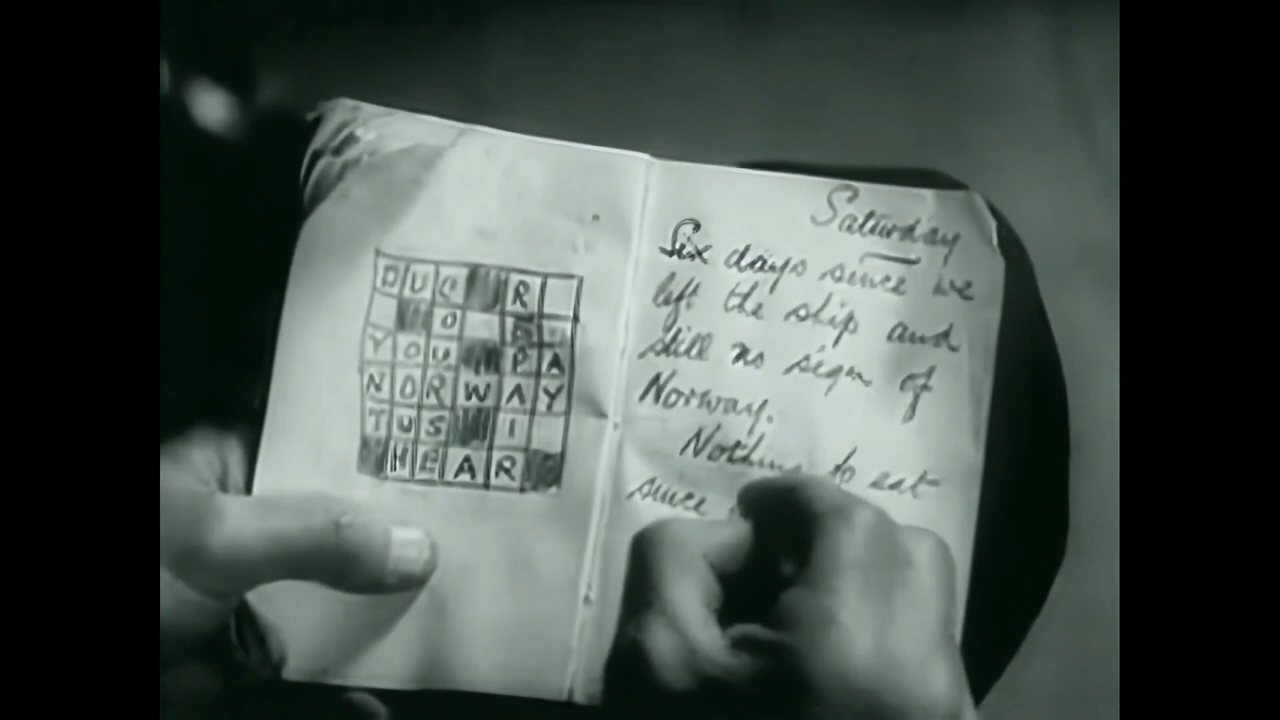 DUC R
O D
YOU PA
NORWAY
TUS I
HEAR
Saturday
Six days since we
left the ship and
still no sign of
Norway.
Nothing to eat
since